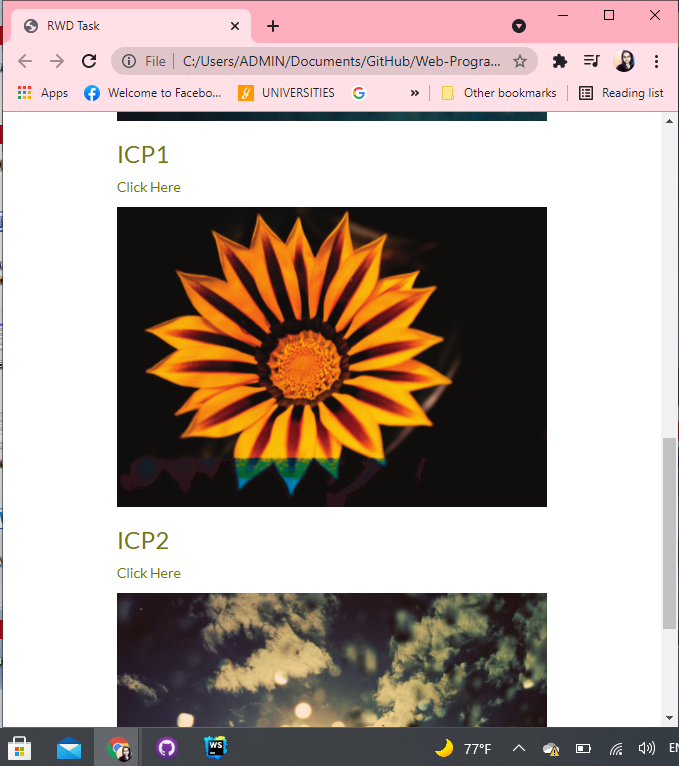 RWD Task
File | C:/Users/ADMIN/Documents/GitHub/Web-Progra...
Apps Welcome to Facebo... UNIVERSITIES » Other bookmarks Reading list
ICP1
Click Here
ICP2
Click Here
WS 77°F EN